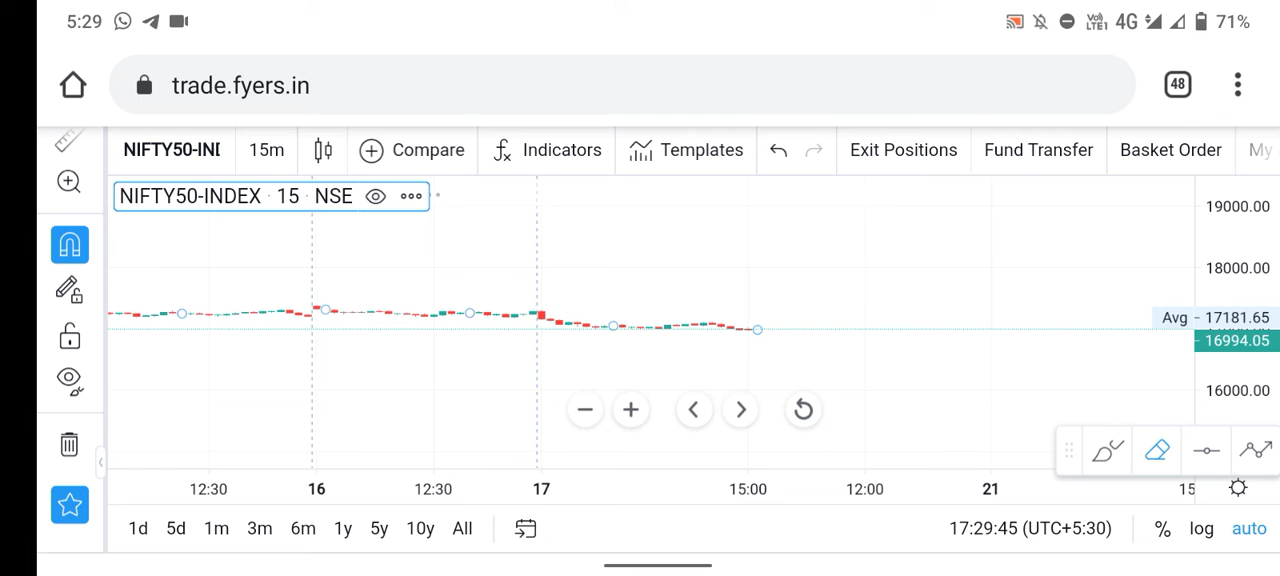 5:29 Vo) LTE1 4G 71%
trade.fyers.in 48
NIFTY50-INI 15m Compare fx Indicators Templates Exit Positions Fund Transfer Basket Order My
NIFTY50-INDEX · 15 · NSE
19000.00
18000.00
Avg 17181.65
16994.05
16000.00
12:30 16 12:30 17 15:00 12:00 21 15
1d 5d 1m 3m 6m 1y 5y 10y All 17:29:45 (UTC+5:30) % log auto